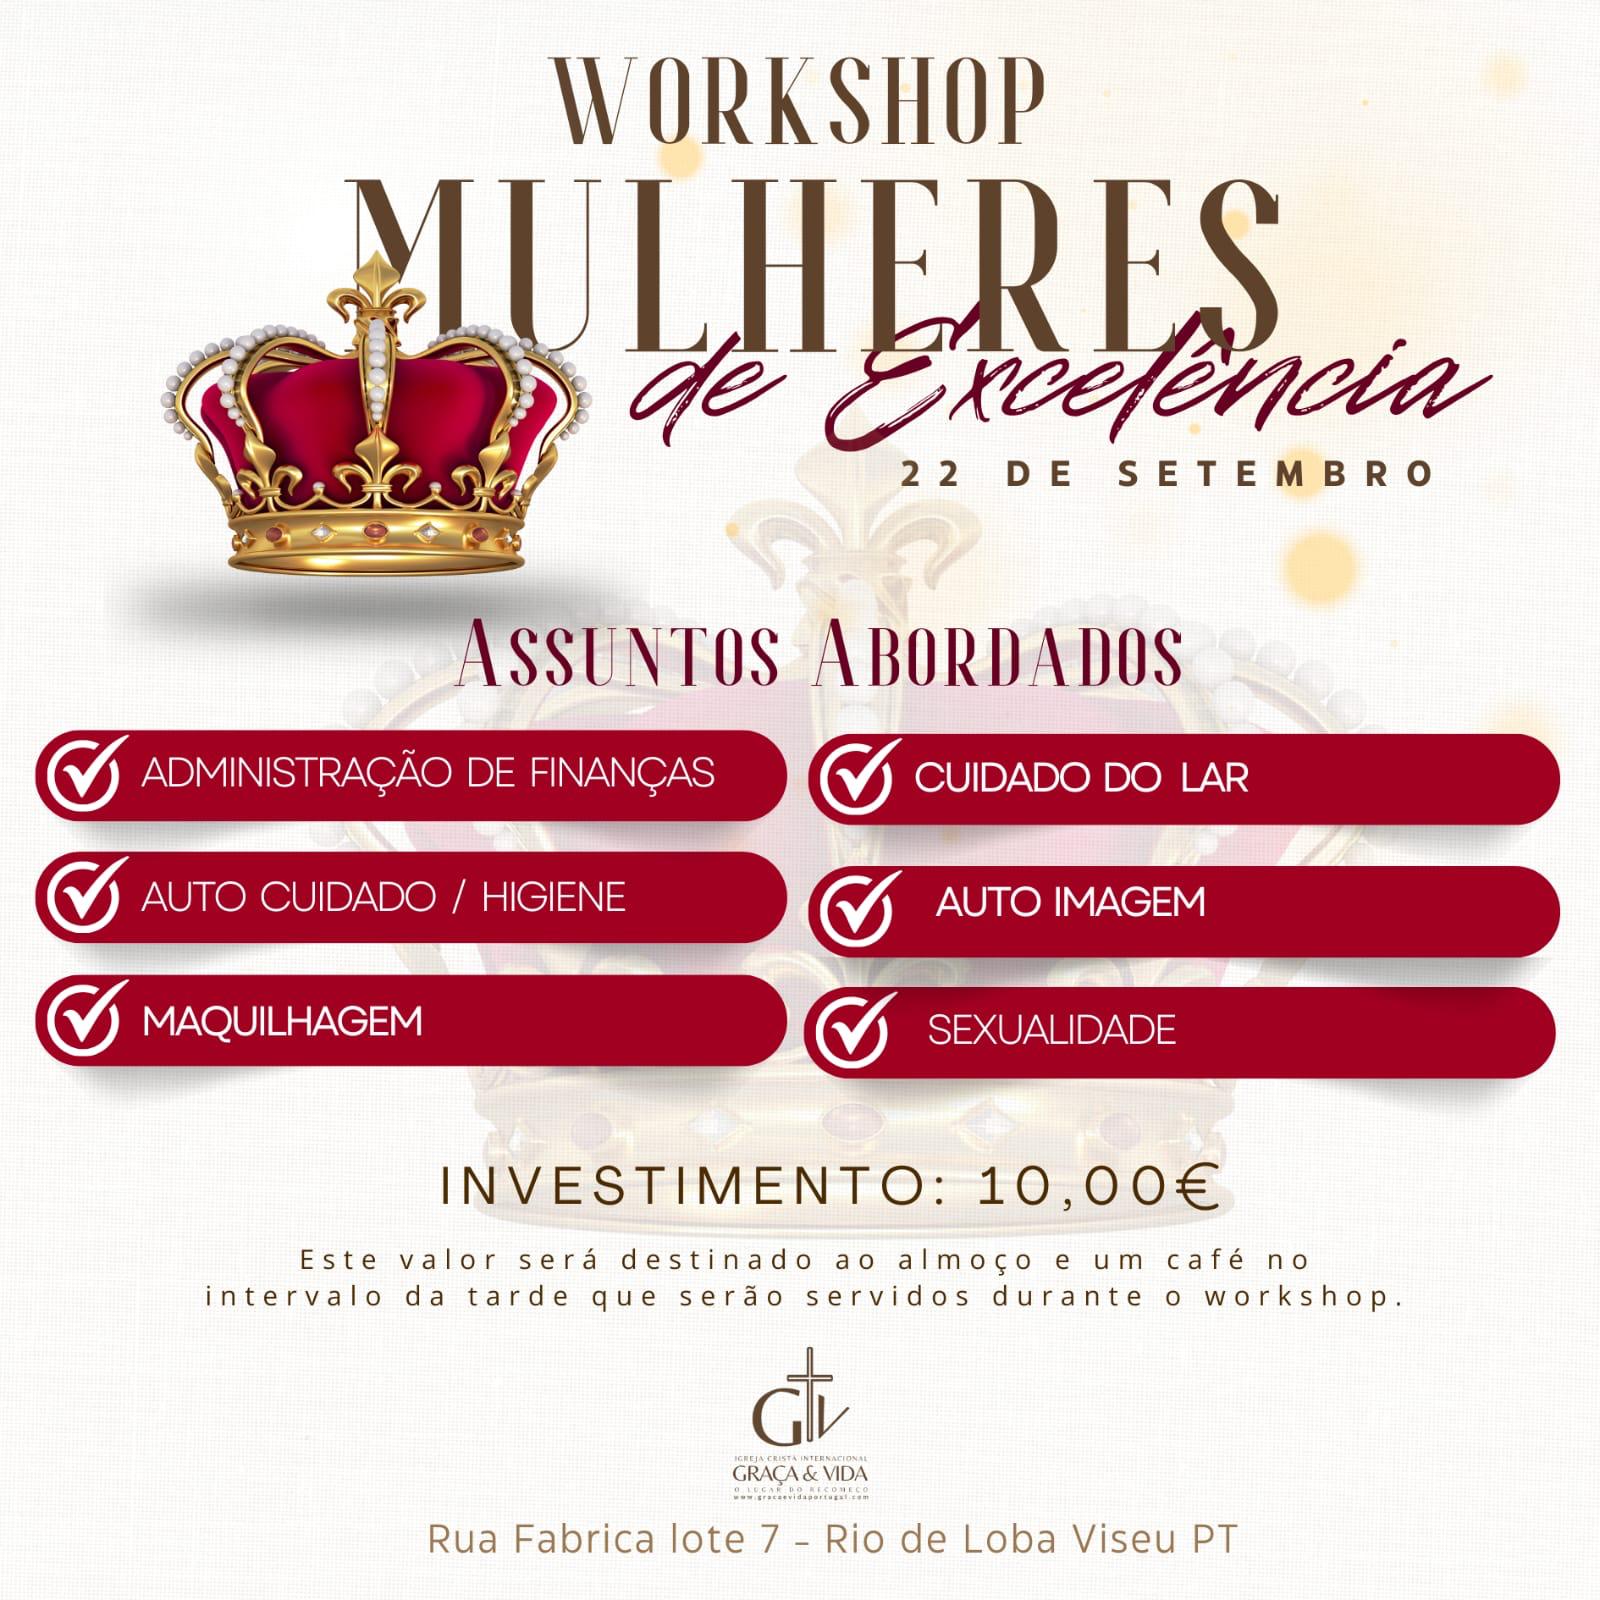 WORKSHOP
MULHERES
de Excelência
22 DE SETEMBRO
ASSUNTOS ABORDADOS
ADMINISTRAÇÃO DE FINANÇAS
CUIDADO DO LAR
AUTO CUIDADO / HIGIENE
AUTO IMAGEM
MAQUILHAGEM
SEXUALIDADE
INVESTIMENTO: 10,00€
Este valor será destinado ao almoço e um café no
intervalo da tarde que serão servidos durante o workshop.
GV
IGREJA CRISTÃ INTERNACIONAL
GRAÇA & VIDA
O LUGAR DO RECOMEÇO
www.gracaevidaportugal.com
Rua Fabrica lote 7 – Rio de Loba Viseu PT